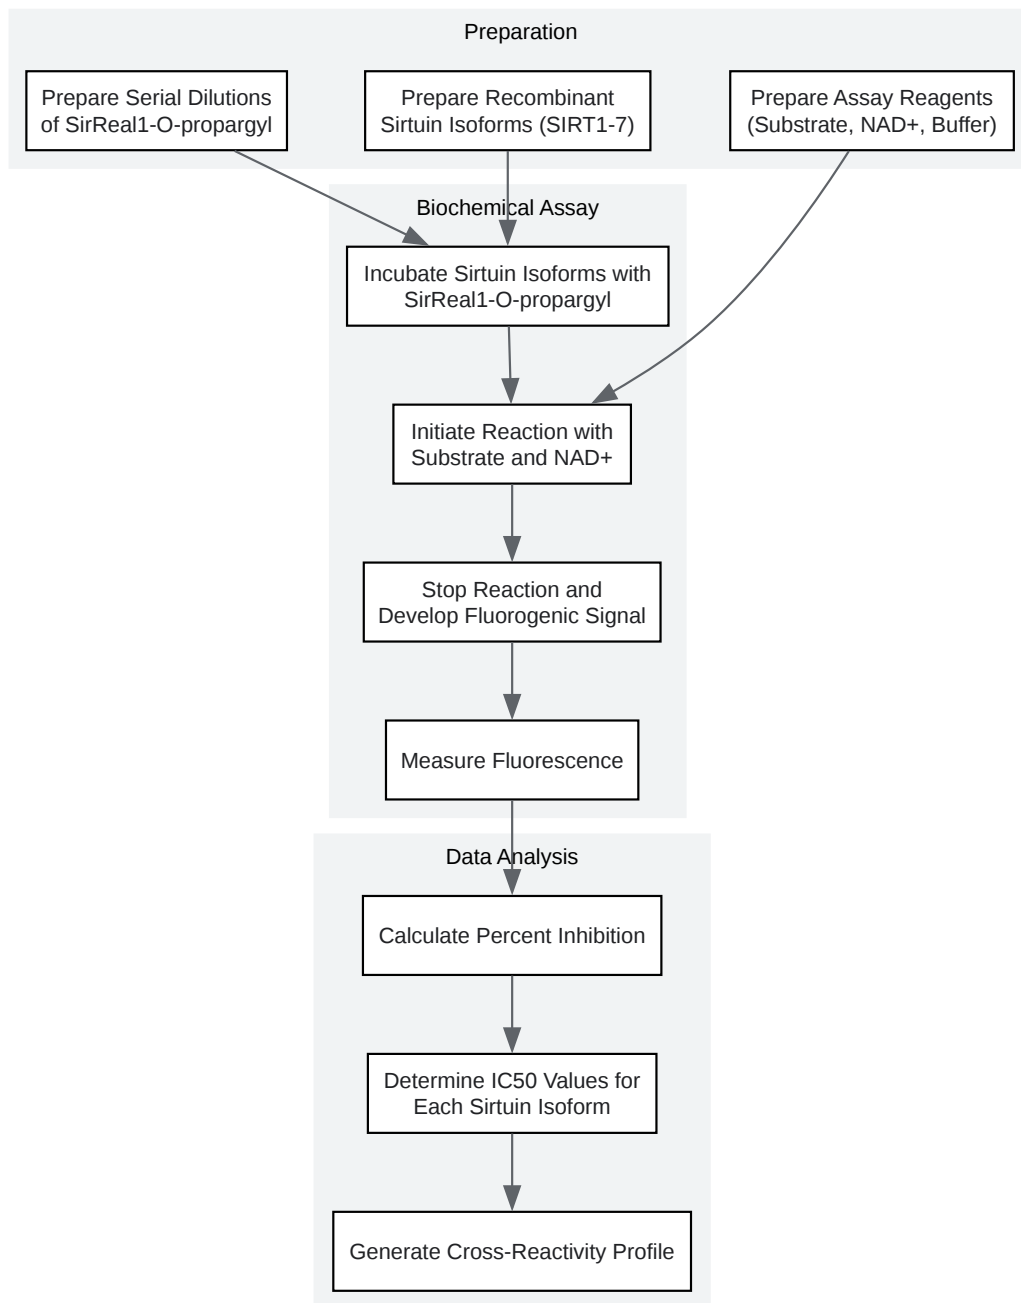 Preparation
Prepare Serial Dilutions
of SirReal1-O-propargyl
Prepare Recombinant
Sirtuin Isoforms (SIRT1-7)
Prepare Assay Reagents
(Substrate, NAD+, Buffer)
Biochemical Assay
Incubate Sirtuin Isoforms with
SirReal1-O-propargyl
Initiate Reaction with
Substrate and NAD+
Stop Reaction and
Develop Fluorogenic Signal
Measure Fluorescence
Data Analysis
Calculate Percent Inhibition
Determine IC50 Values for
Each Sirtuin Isoform
Generate Cross-Reactivity Profile